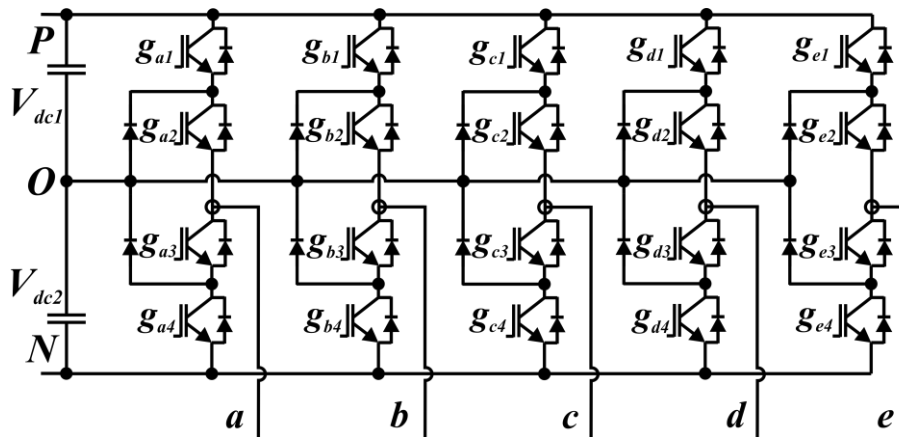 P
g_a1 g_b1 g_c1 g_d1 g_e1
V_dc1
g_a2 g_b2 g_c2 g_d2 g_e2
O
g_a3 g_b3 g_c3 g_d3 g_e3
V_dc2
g_a4 g_b4 g_c4 g_d4 g_e4
N
a b c d e